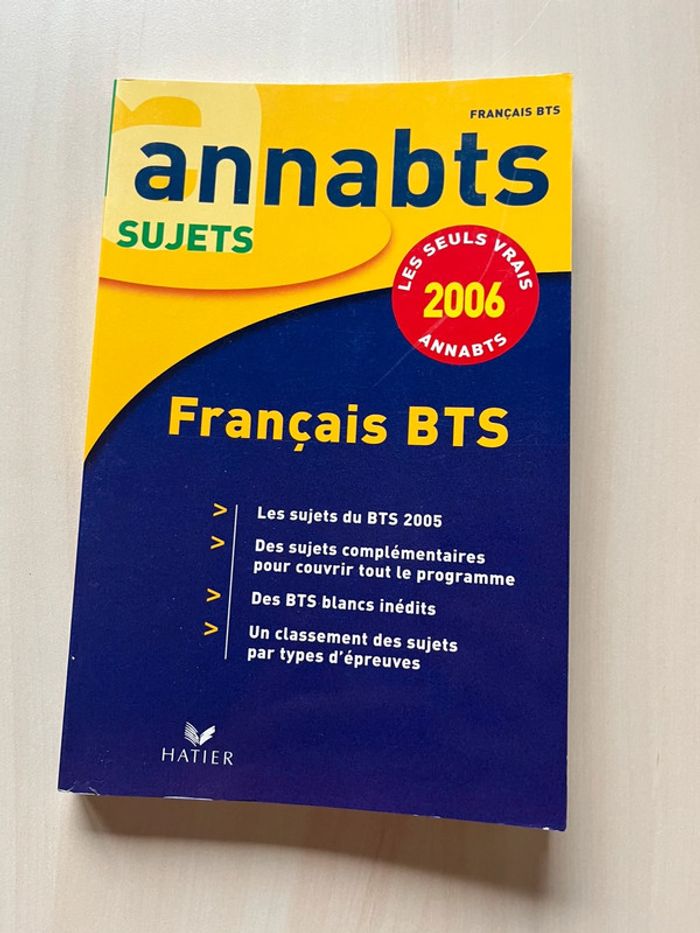 FRANÇAIS BTS
annabts
SUJETS
LES SEULS VRAIS
2006
ANNABTS
Français BTS
> Les sujets du BTS 2005
> Des sujets complémentaires
pour couvrir tout le programme
> Des BTS blancs inédits
> Un classement des sujets
par types d'épreuves
HATIER